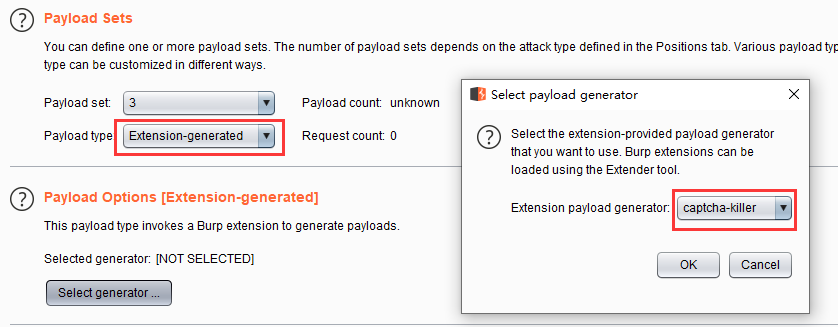 Payload Sets
You can define one or more payload sets. The number of payload sets depends on the attack type defined in the Positions tab. Various payload typ
type can be customized in different ways.
Payload set: 3 Payload count: unknown
Payload type: Extension-generated Request count: 0
Payload Options [Extension-generated]
This payload type invokes a Burp extension to generate payloads.
Selected generator: [NOT SELECTED]
Select generator ...
Select payload generator
Select the extension-provided payload generator
that you want to use. Burp extensions can be
loaded using the Extender tool.
Extension payload generator: captcha-killer
OK Cancel